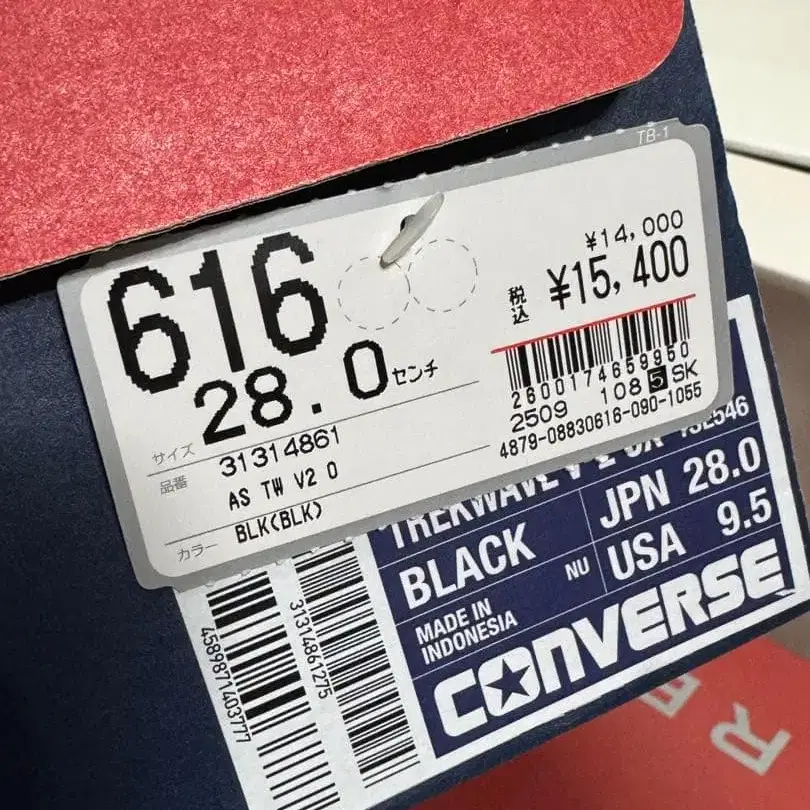 TB-1
616
28.0センチ
サイズ
31314861
品番
AS TW V2 O
カラー
BLK(BLK)
¥14,000
税込 ¥15,400
2600174659950
2509 108 5 SK
4879-08830616-090-1055
TREKWAVE
BLACK
NU
JPN 28.0
USA 9.5
MADE IN
INDONESIA
CONVERSE
4589871403777
31314861275